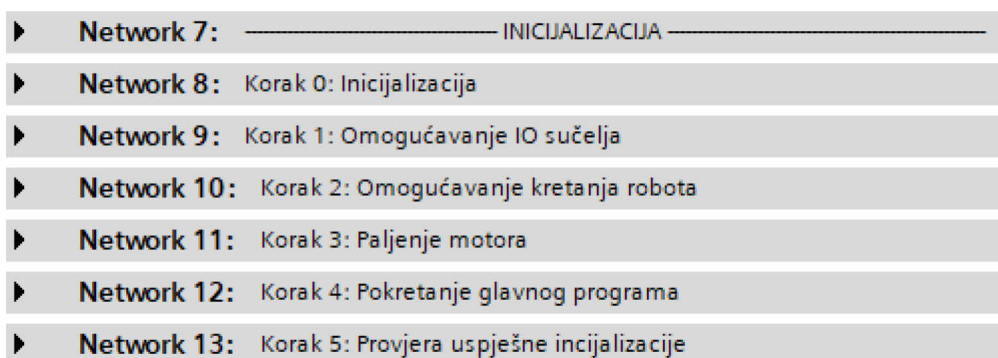 Network 7: -------------------- INICIJALIZACIJA --------------------
Network 8: Korak 0: Inicijalizacija
Network 9: Korak 1: Omogućavanje IO sučelja
Network 10: Korak 2: Omogućavanje kretanja robota
Network 11: Korak 3: Paljenje motora
Network 12: Korak 4: Pokretanje glavnog programa
Network 13: Korak 5: Provjera uspješne incijalizacije